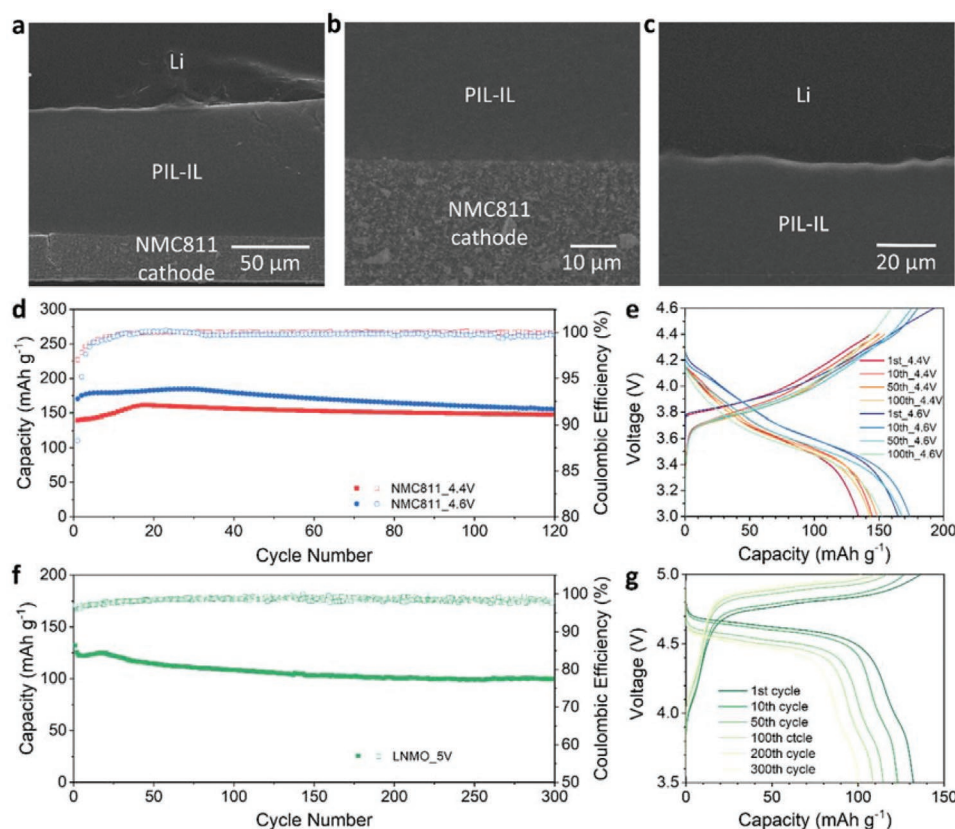 a
Li
PIL-IL
NMC811
cathode
50 μm
b
PIL-IL
NMC811
cathode
10 μm
c
Li
PIL-IL
20 μm
d
300
250
200
150
100
50
0
Capacity (mAh g⁻¹)
100
95
90
85
80
Coulombic Efficiency (%)
NMC811_4.4V
NMC811_4.6V
0 20 40 60 80 100 120
Cycle Number
e
4.6
4.4
4.2
4.0
3.8
3.6
3.4
3.2
3.0
Voltage (V)
1st_4.4V
10th_4.4V
50th_4.4V
100th_4.4V
1st_4.6V
10th_4.6V
50th_4.6V
100th_4.6V
0 50 100 150 200
Capacity (mAh g⁻¹)
f
200
150
100
50
0
Capacity (mAh g⁻¹)
100
90
80
70
60
50
Coulombic Efficiency (%)
LNMO_5V
0 50 100 150 200 250 300
Cycle Number
g
5.0
4.5
4.0
3.5
Voltage (V)
1st cycle
10th cycle
50th cycle
100th ctcle
200th cycle
300th cycle
0 50 100 150
Capacity (mAh g⁻¹)